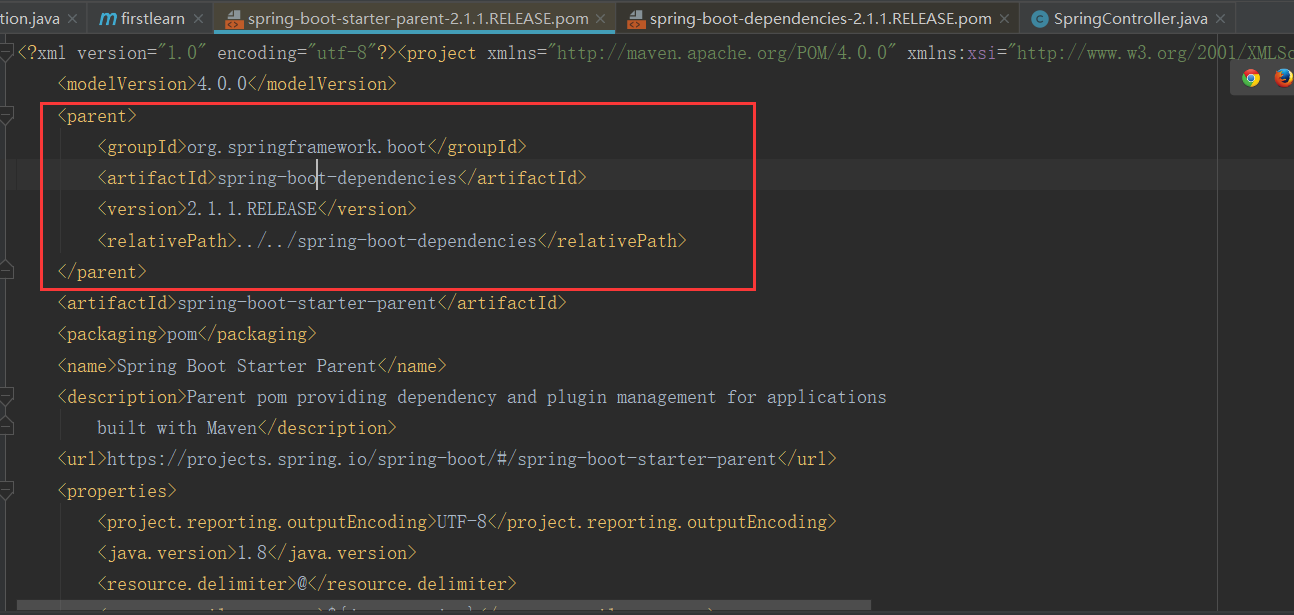 tion.java
firstlearn
spring-boot-starter-parent-2.1.1.RELEASE.pom
spring-boot-dependencies-2.1.1.RELEASE.pom
SpringController.java
<?xml version="1.0" encoding="utf-8"?><project xmlns="http://maven.apache.org/POM/4.0.0" xmlns:xsi="http://www.w3.org/2001/XMLSc
<modelVersion>4.0.0</modelVersion>
<parent>
<groupId>org.springframework.boot</groupId>
<artifactId>spring-boot-dependencies</artifactId>
<version>2.1.1.RELEASE</version>
<relativePath>../../spring-boot-dependencies</relativePath>
</parent>
<artifactId>spring-boot-starter-parent</artifactId>
<packaging>pom</packaging>
<name>Spring Boot Starter Parent</name>
<description>Parent pom providing dependency and plugin management for applications
built with Maven</description>
<url>https://projects.spring.io/spring-boot/#/spring-boot-starter-parent</url>
<properties>
<project.reporting.outputEncoding>UTF-8</project.reporting.outputEncoding>
<java.version>1.8</java.version>
<resource.delimiter>@</resource.delimiter>